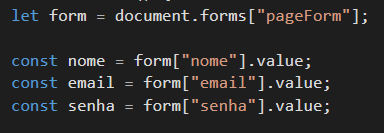 let form = document.forms["pageForm"];
const nome = form["nome"].value;
const email = form["email"].value;
const senha = form["senha"].value;